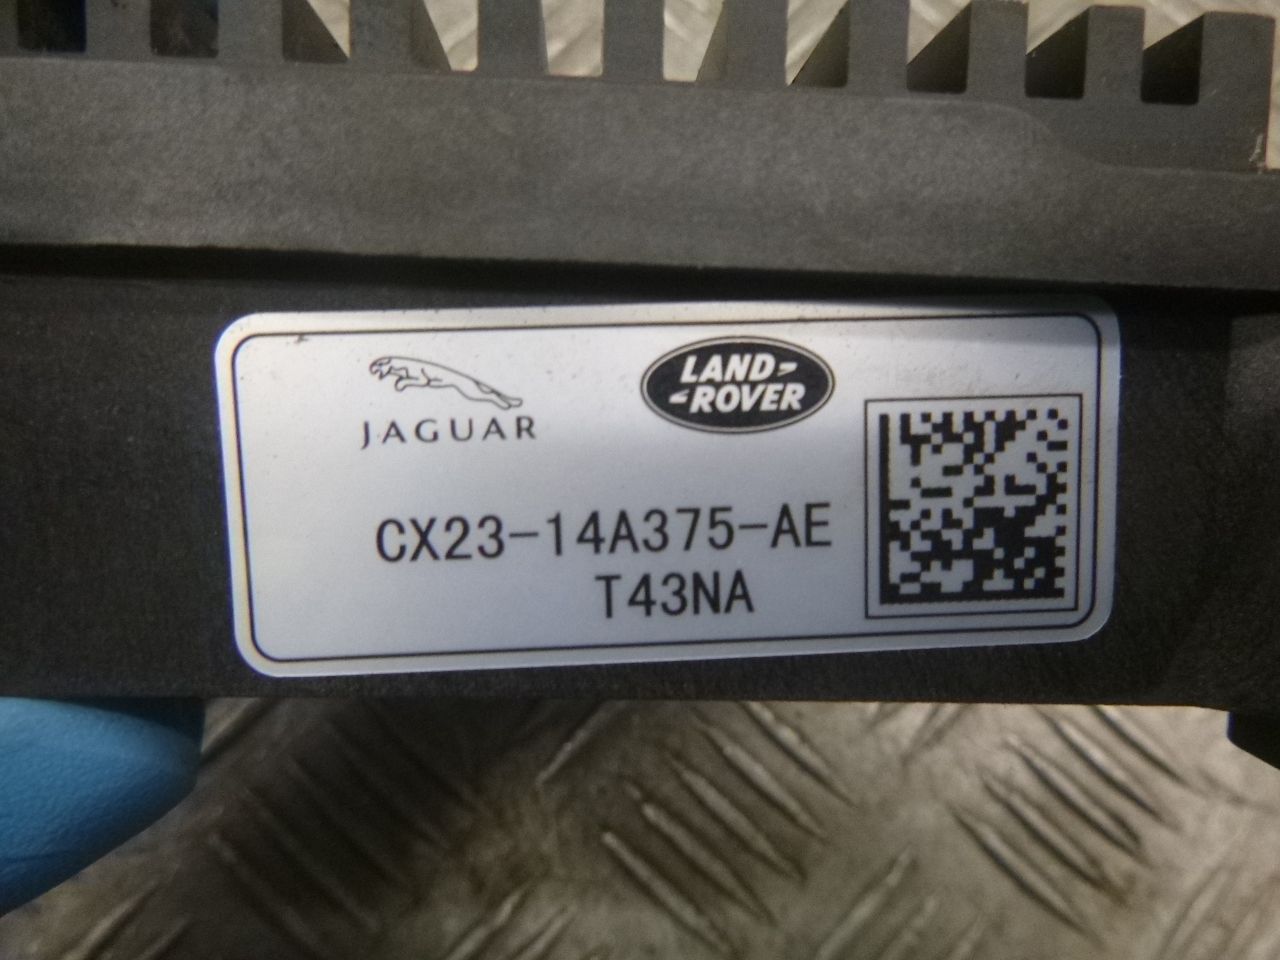 JAGUAR
LAND-
-ROVER
CX23-14A375-AE
T43NA